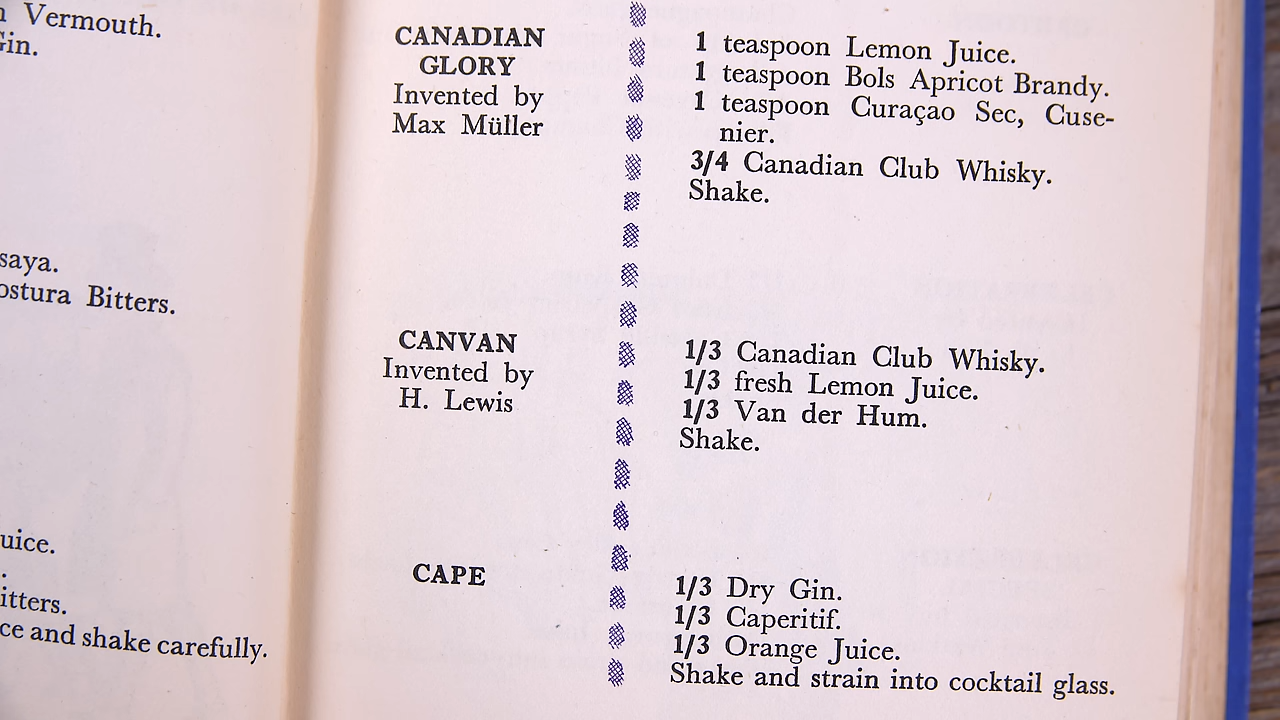 Vermouth.
Gin.
saya.
ostura Bitters.
uice.
itters.
ce and shake carefully.
CANADIAN
GLORY
Invented by
Max Müller
1 teaspoon Lemon Juice.
1 teaspoon Bols Apricot Brandy.
1 teaspoon Curaçao Sec, Cuse-
nier.
3/4 Canadian Club Whisky.
Shake.
CANVAN
Invented by
H. Lewis
1/3 Canadian Club Whisky.
1/3 fresh Lemon Juice.
1/3 Van der Hum.
Shake.
CAPE
1/3 Dry Gin.
1/3 Caperitif.
1/3 Orange Juice.
Shake and strain into cocktail glass.